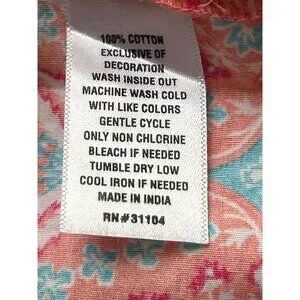 100% COTTON
EXCLUSIVE OF
DECORATION
WASH INSIDE OUT
MACHINE WASH COLD
WITH LIKE COLORS
GENTLE CYCLE
ONLY NON CHLCRINE
BLEACH IF NEEDED
TUMBLE DRY LOW
COOL IRON IF NEEDED
MADE IN INDIA
RN#31104